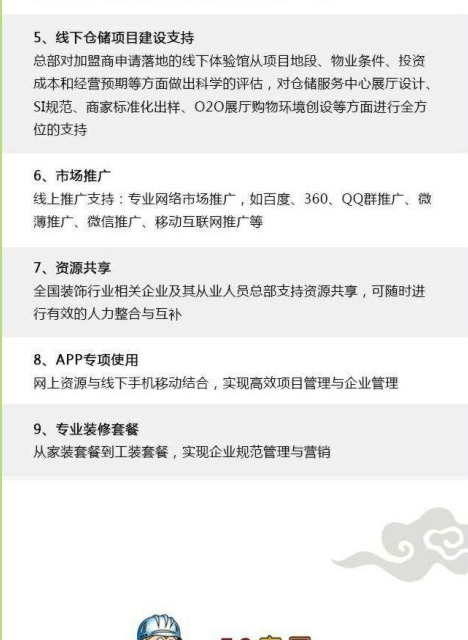 5、线下仓储项目建设支持
总部对加盟商申请落地的线下体验馆从项目地段、物业条件、投资
成本和经营预期等方面做出科学的评估，对仓储服务中心展厅设计、
SI规范、商家标准化出样、O2O展厅购物环境创设等方面进行全方
位的支持
6、市场推广
线上推广支持：专业网络市场推广，如百度、360、QQ群推广、微
薄推广、微信推广、移动互联网推广等
7、资源共享
全国装饰行业相关企业及其从业人员总部支持资源共享，可随时进
行有效的人力整合与互补
8、APP专项使用
网上资源与线下手机移动结合，实现高效项目管理与企业管理
9、专业装修套餐
从家装套餐到工装套餐，实现企业规范管理与营销